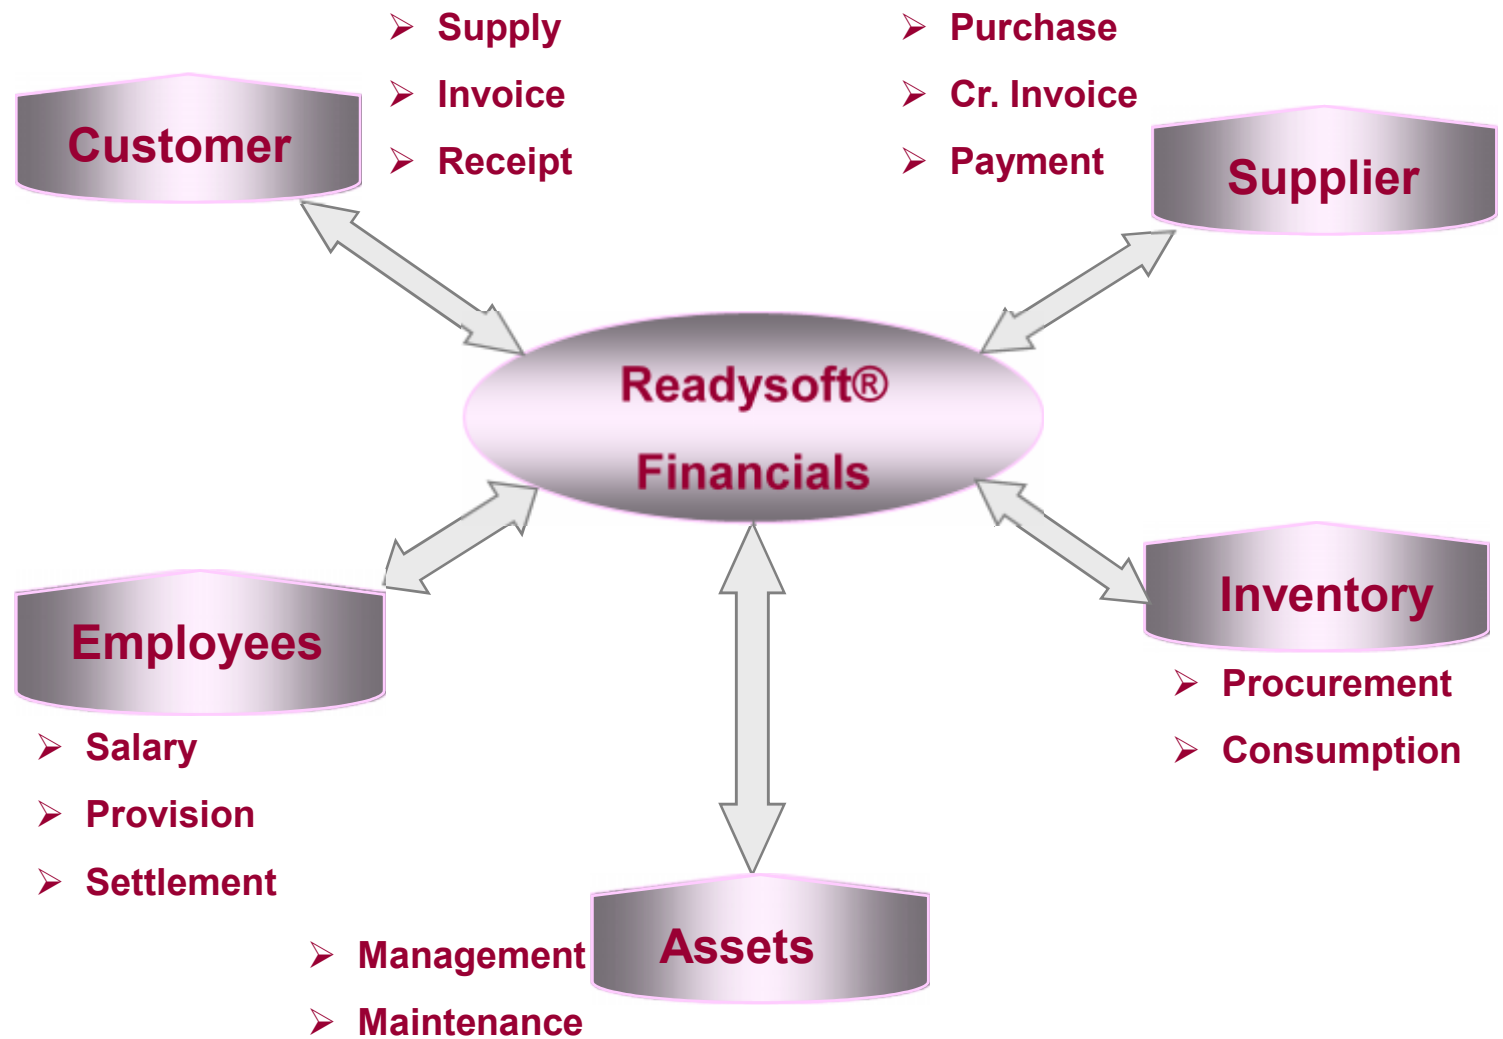 Supply
Invoice
Receipt
Purchase
Cr. Invoice
Payment
Customer
Supplier
Readysoft®
Financials
Employees
Salary
Provision
Settlement
Inventory
Procurement
Consumption
Assets
Management
Maintenance